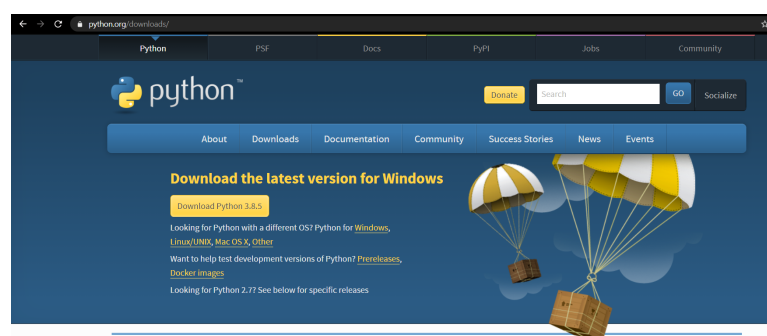 python.org/downloads/
Python PSF Docs PyPI Jobs Community
python™
Donate Search GO Socialize
About Downloads Documentation Community Success Stories News Events
Download the latest version for Windows
Download Python 3.8.5
Looking for Python with a different OS? Python for Windows,
Linux/UNIX, Mac OS X, Other
Want to help test development versions of Python? Prereleases,
Docker images
Looking for Python 2.7? See below for specific releases